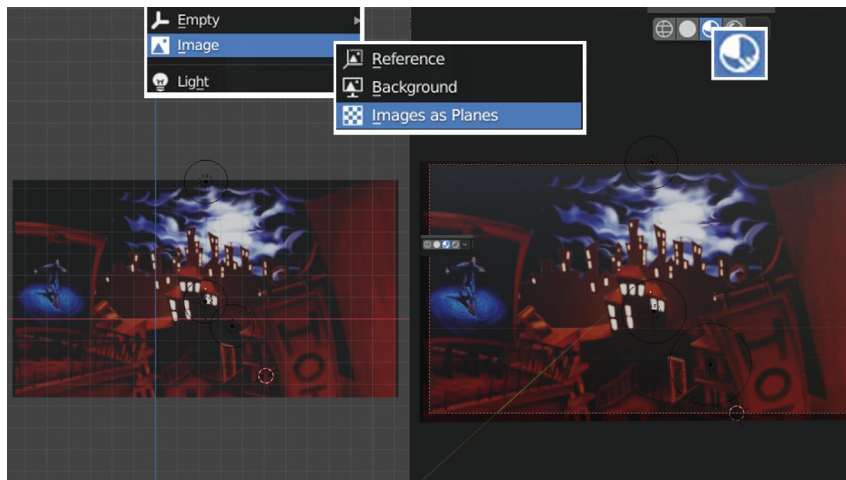 Empty
Image
Light
Reference
Background
Images as Planes